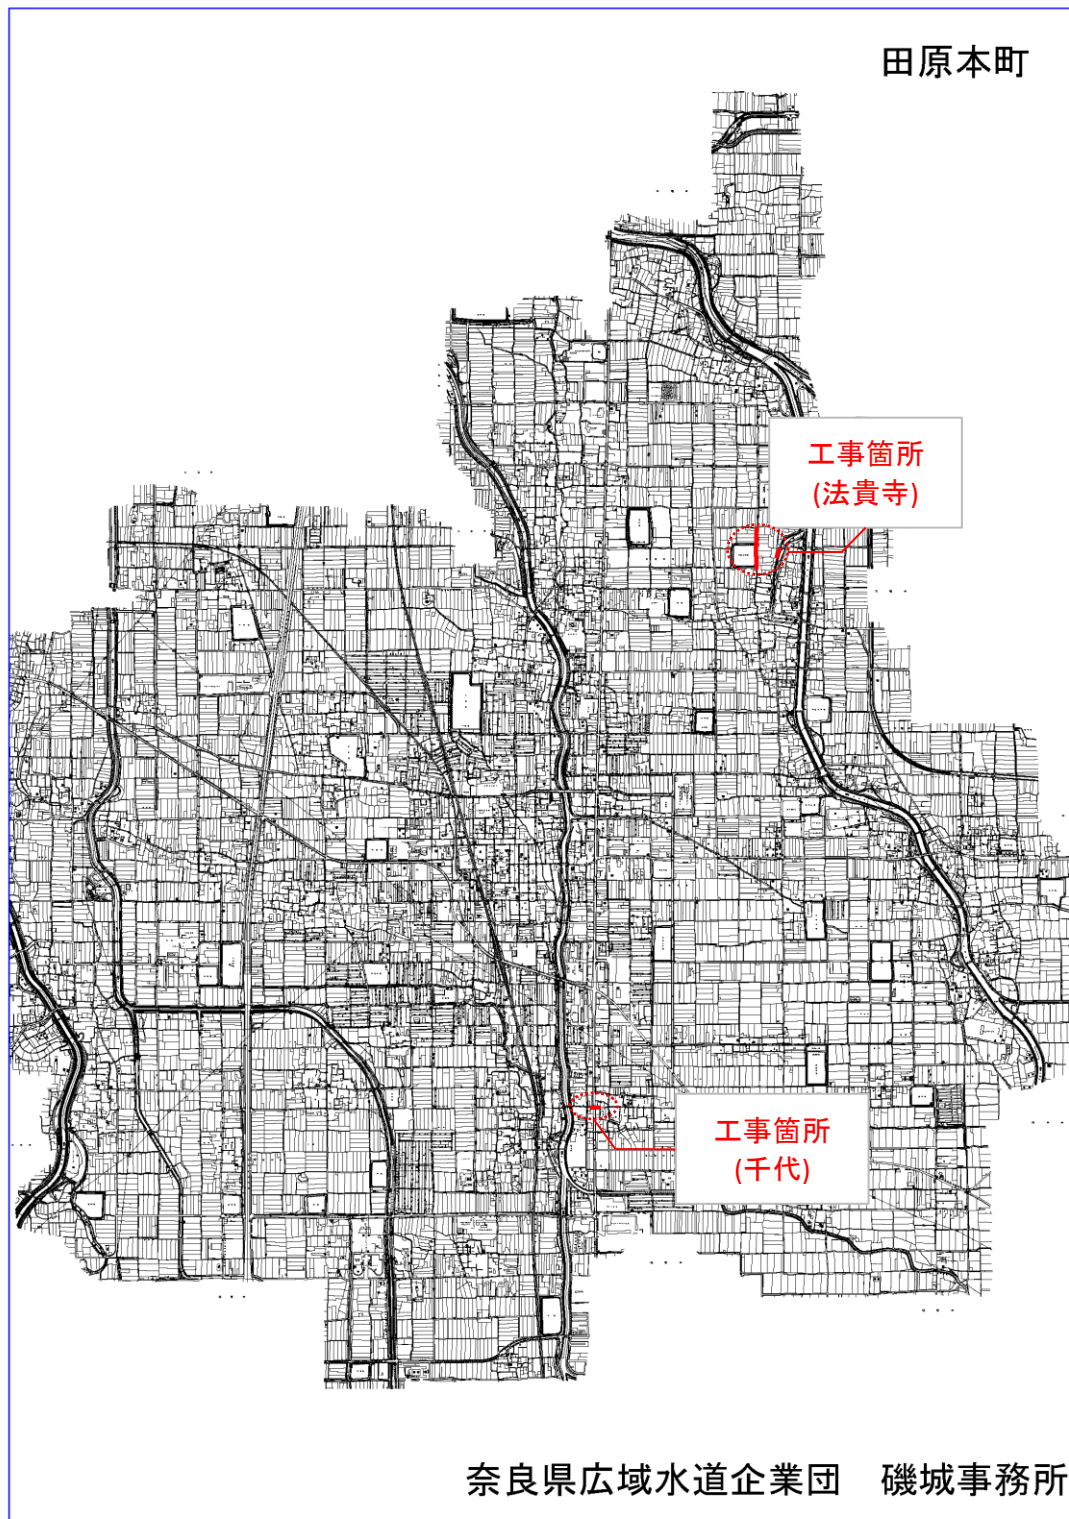 田原本町
工事箇所
(法貴寺)
工事箇所
(千代)
奈良県広域水道企業団　磯城事務所